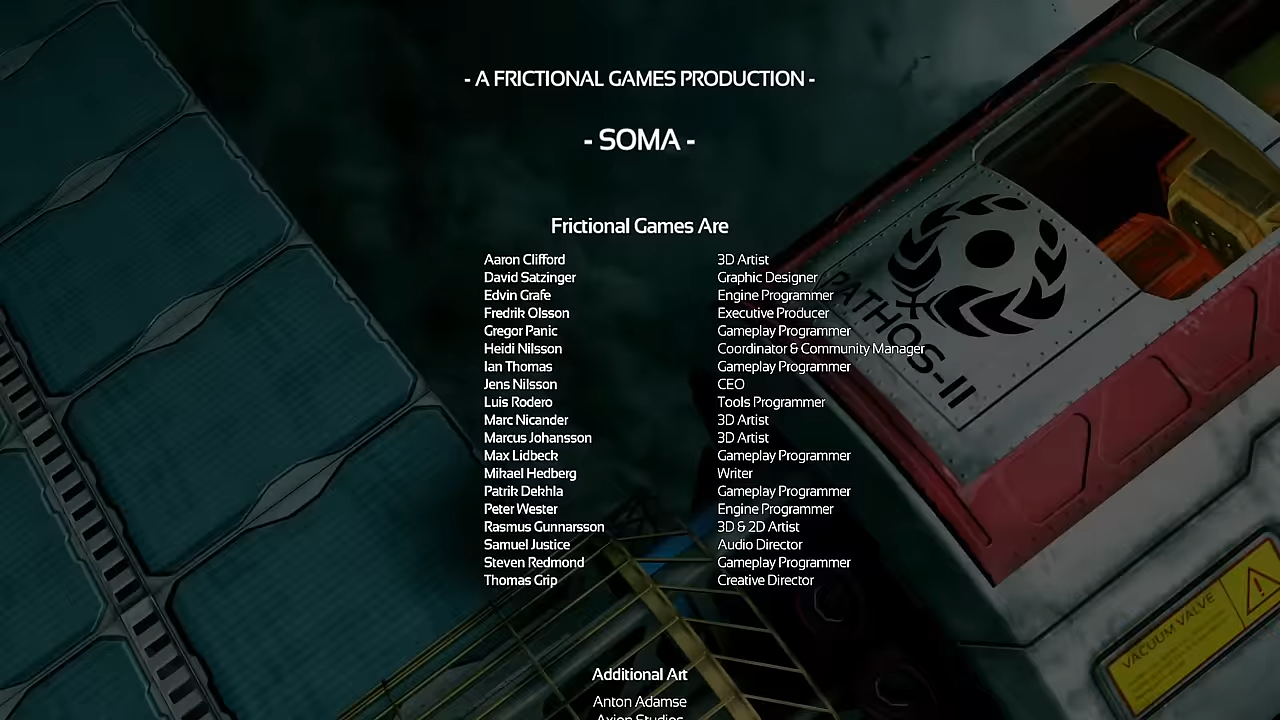 - A FRICTIONAL GAMES PRODUCTION -
- SOMA -
Frictional Games Are
Aaron Clifford 3D Artist
David Satzinger Graphic Designer
Edvin Grafe Engine Programmer
Fredrik Olsson Executive Producer
Gregor Panic Gameplay Programmer
Heidi Nilsson Coordinator & Community Manager
Ian Thomas Gameplay Programmer
Jens Nilsson CEO
Luis Rodero Tools Programmer
Marc Nicander 3D Artist
Marcus Johansson 3D Artist
Max Lidbeck Gameplay Programmer
Mikael Hedberg Writer
Patrik Dekhla Gameplay Programmer
Peter Wester Engine Programmer
Rasmus Gunnarsson 3D & 2D Artist
Samuel Justice Audio Director
Steven Redmond Gameplay Programmer
Thomas Grip Creative Director
Additional Art
Anton Adamse
Axion Studios
PATHOS-II
VACUUM VALVE